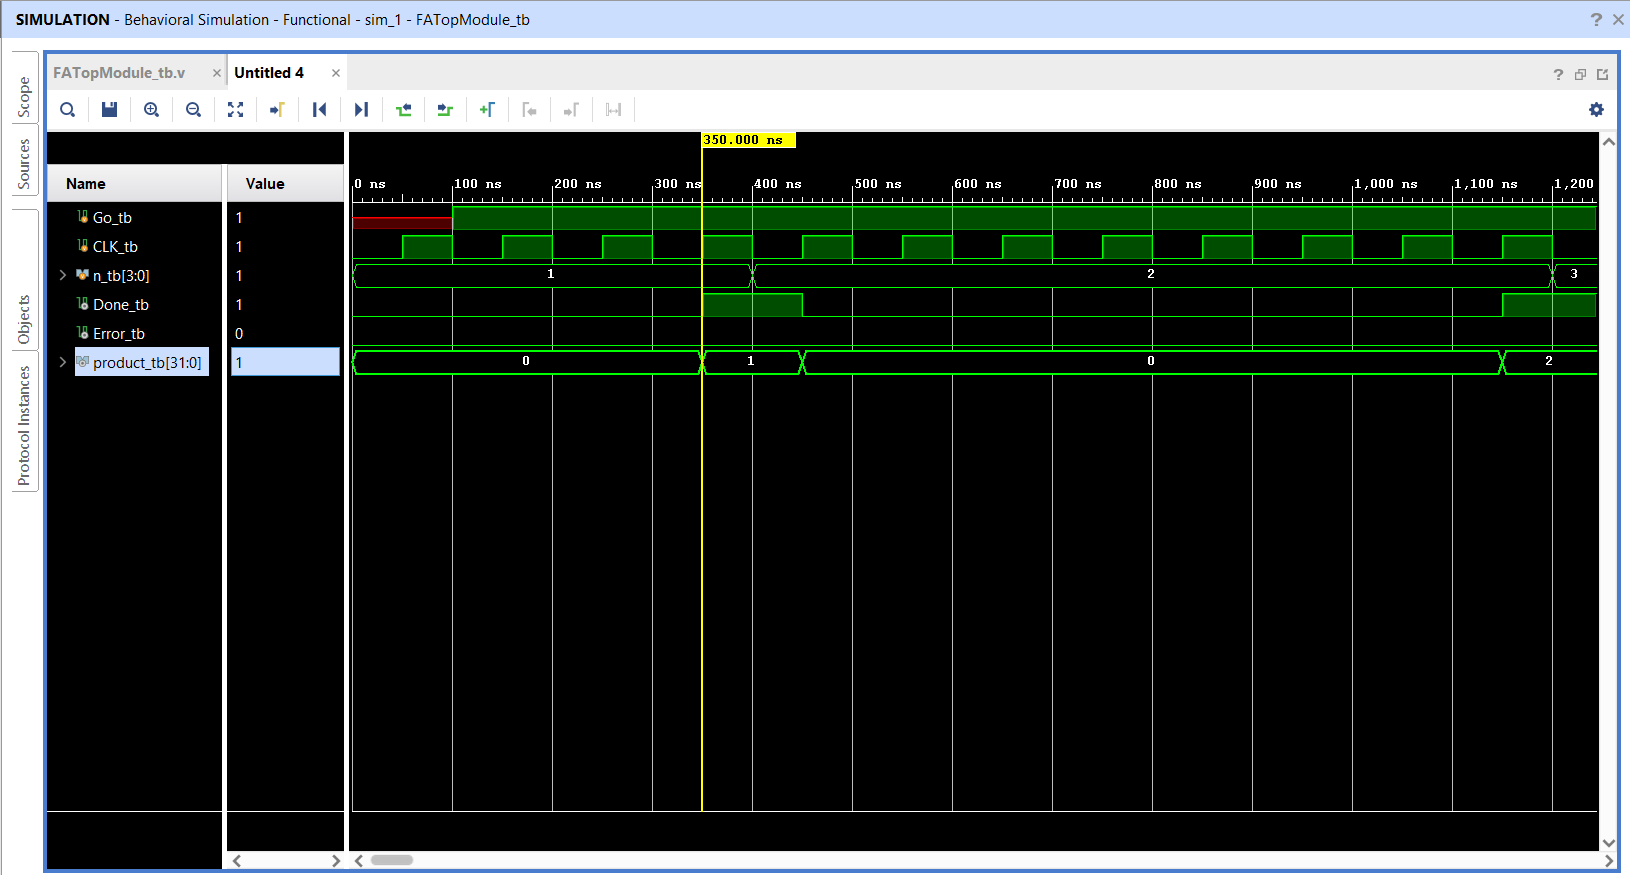 SIMULATION - Behavioral Simulation - Functional - sim_1 - FATopModule_tb
? ×
Scope
Sources
Objects
Protocol Instances
FATopModule_tb.v ×
Untitled 4 ×
?
350.000 ns
Name Value
0 ns 100 ns 200 ns 300 ns 400 ns 500 ns 600 ns 700 ns 800 ns 900 ns 1,000 ns 1,100 ns 1,200
Go_tb 1
CLK_tb 1
n_tb[3:0] 1 1 2 3
Done_tb 1
Error_tb 0
product_tb[31:0] 1 0 1 0 2